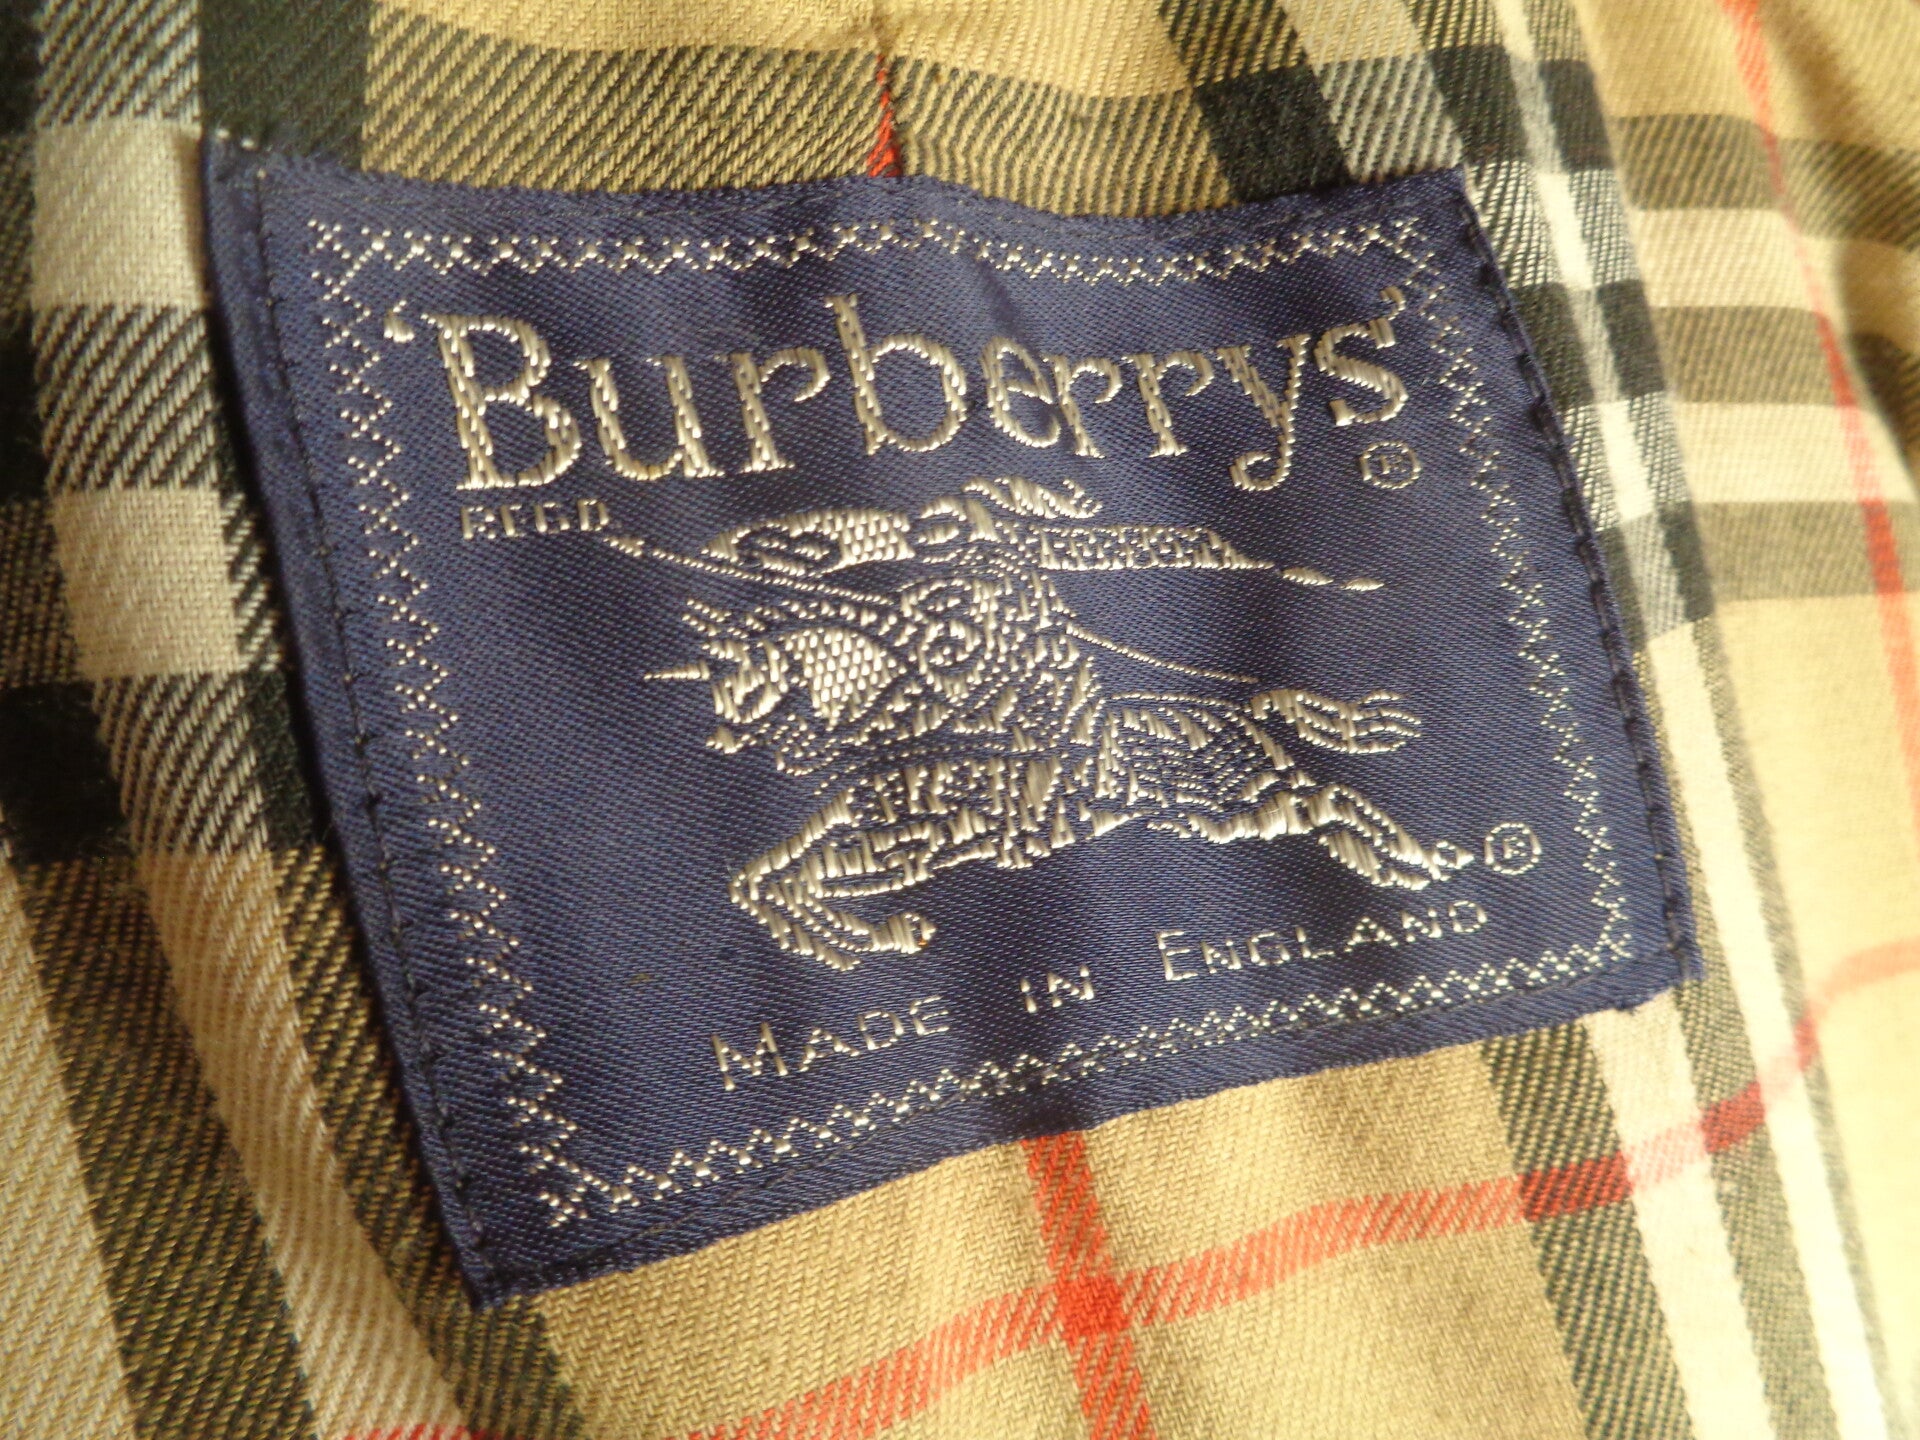 ‘Burberrys’ ®
REGD.
®
MADE IN ENGLAND